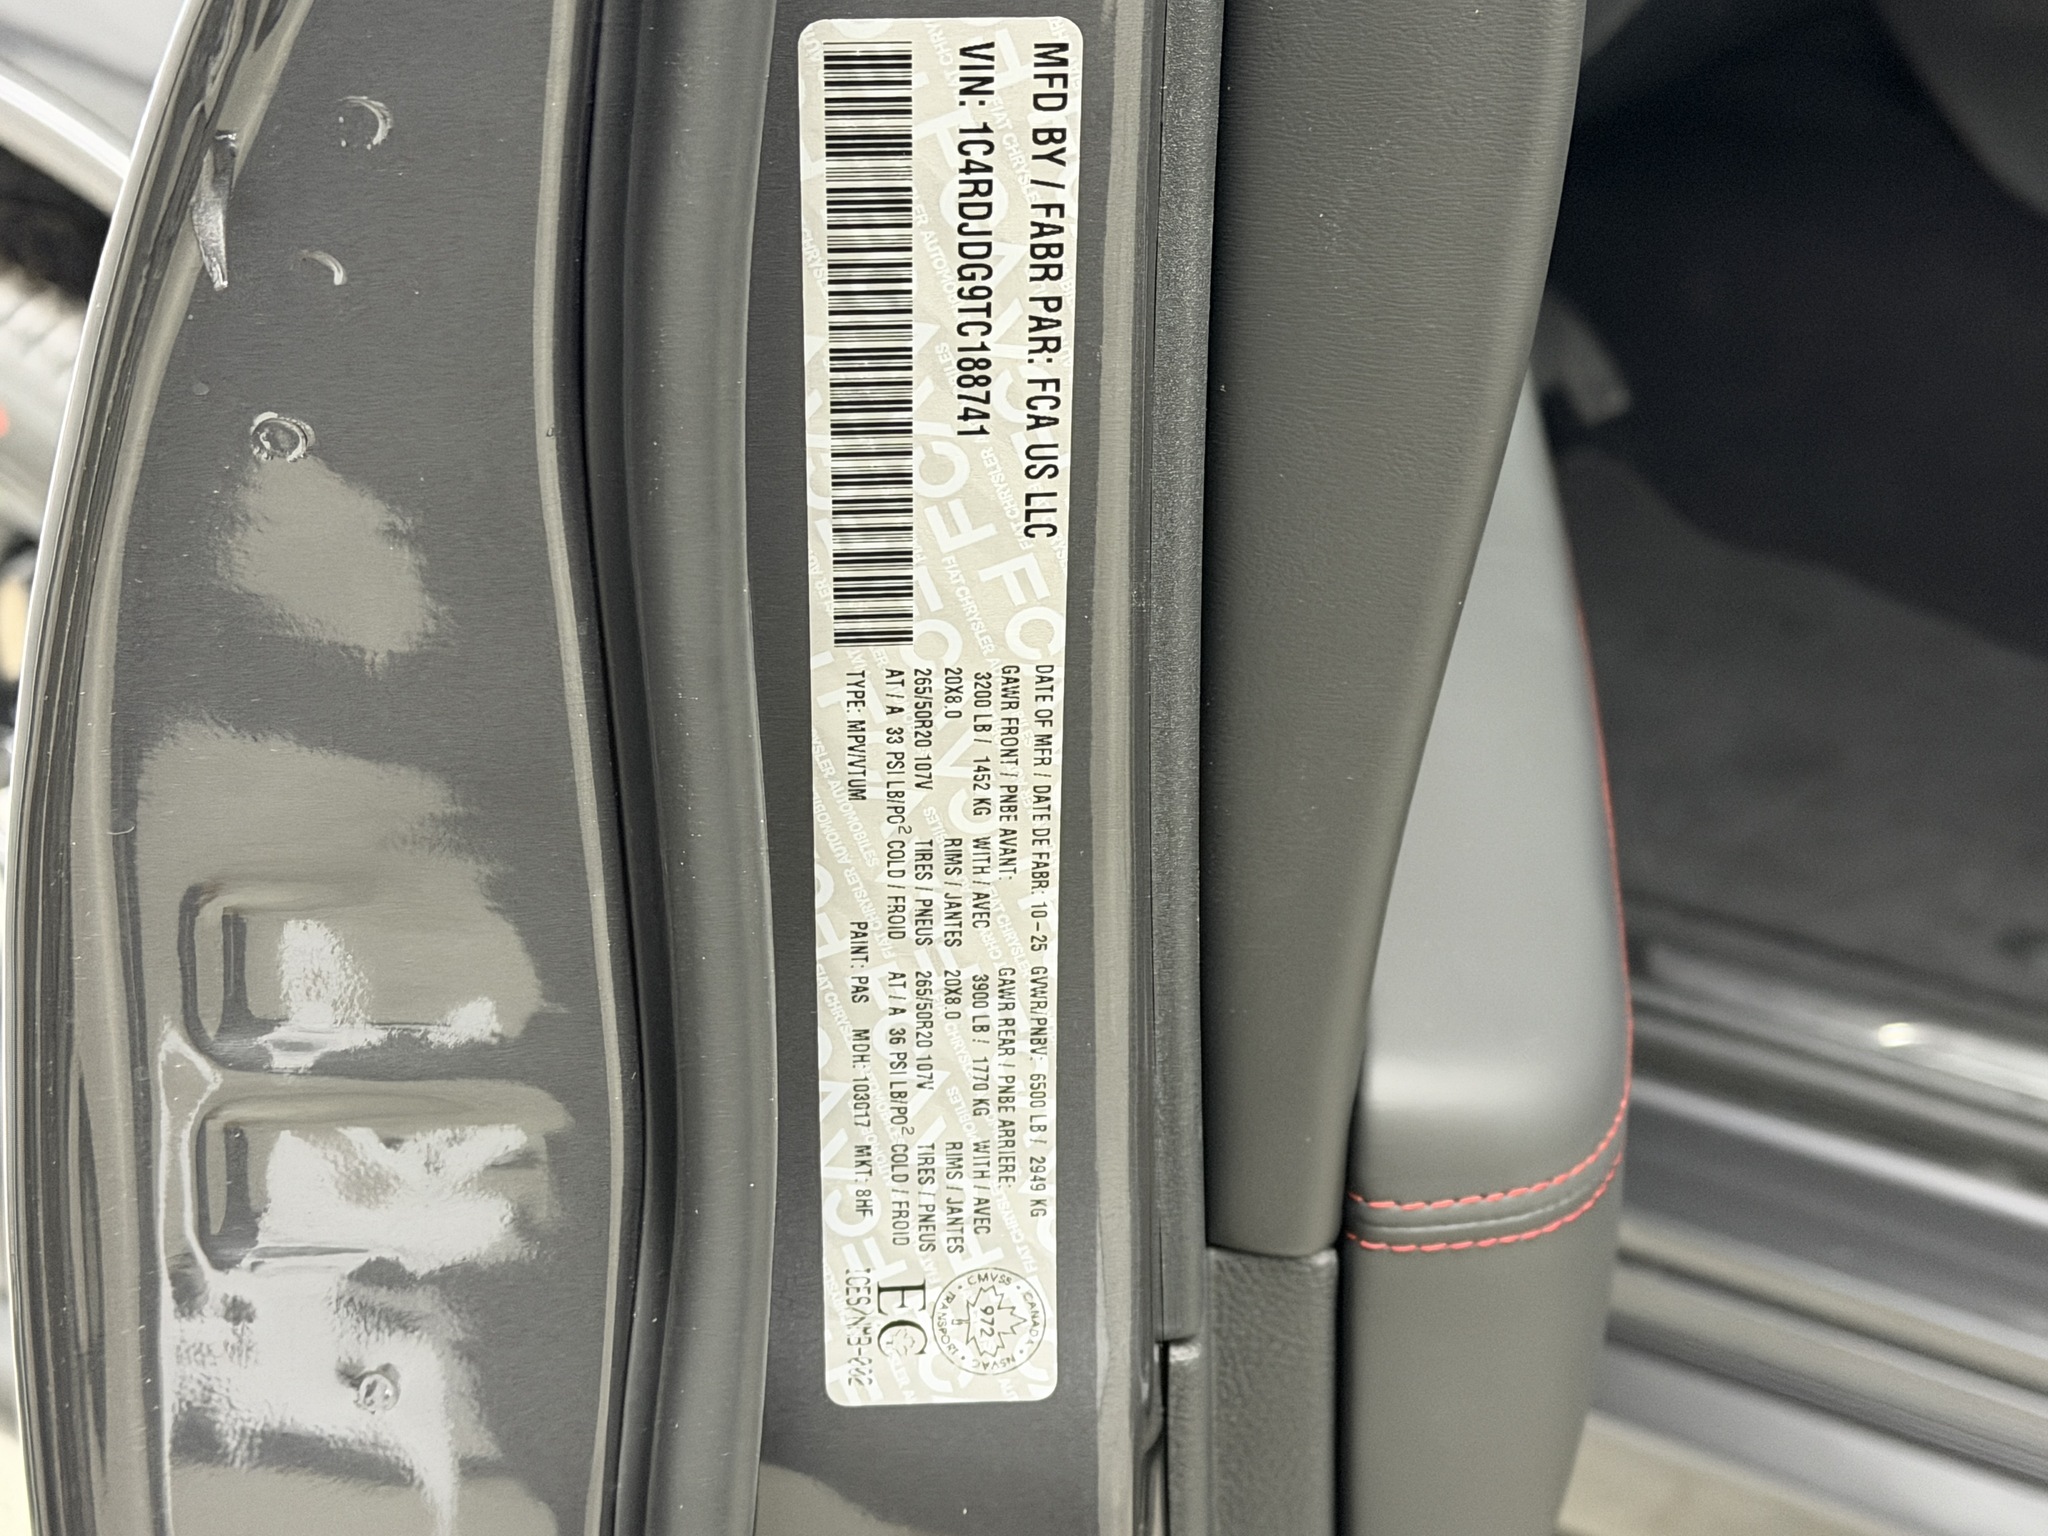 MFD BY / FABR PAR: FCA US LLC
VIN: 1C4RDJDG9TC188741
DATE OF MFR / DATE DE FABR: 10-25 GVWR/PNBV: 6500 LB / 2949 KG
GAWR FRONT / PNBE AVANT: GAWR REAR / PNBE ARRIERE:
3200 LB / 1452 KG WITH / AVEC 3900 LB / 1770 KG WITH / AVEC
20X8.0 RIMS / JANTES 20X8.0 RIMS / JANTES
265/50R20 107V TIRES / PNEUS 265/50R20 107V TIRES / PNEUS
AT / A 33 PSI LB/PO² COLD / FROID AT / A 36 PSI LB/PO² COLD / FROID
TYPE: MPV/VTUM PAINT: PAS MDH: 103017 MKT: 8HF
CMVSS • CANADA • NSVAC • TRANSPORT
972
EC
FCA
FIAT CHRYSLER AUTOMOBILES